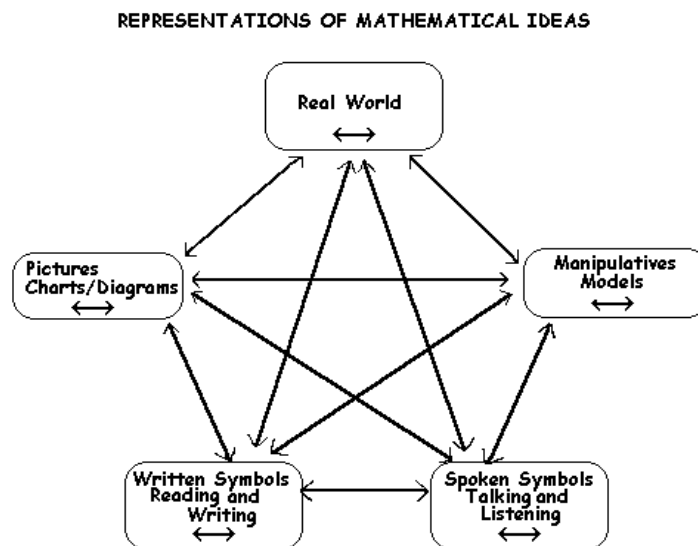 REPRESENTATIONS OF MATHEMATICAL IDEAS
Real World
Pictures
Charts/Diagrams
Manipulatives
Models
Written Symbols
Reading and
Writing
Spoken Symbols
Talking and
Listening